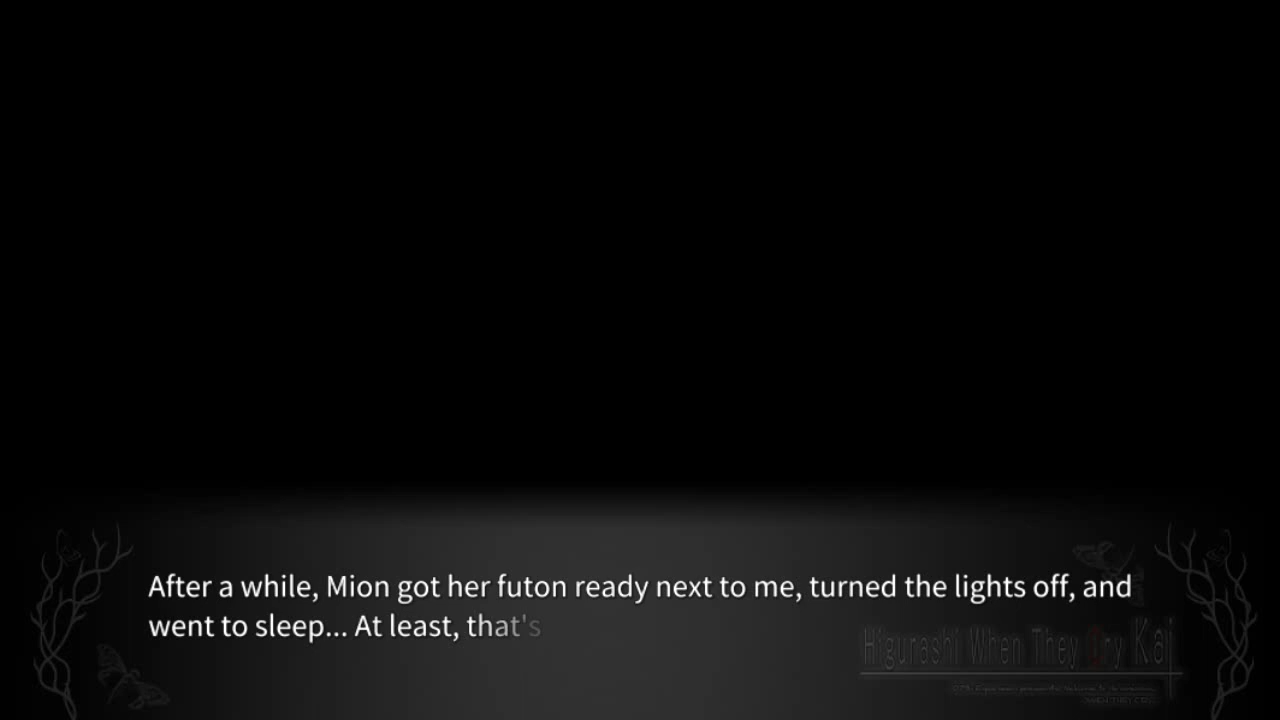 After a while, Mion got her futon ready next to me, turned the lights off, and
went to sleep... At least, that's
Higurashi When They Cry Kai